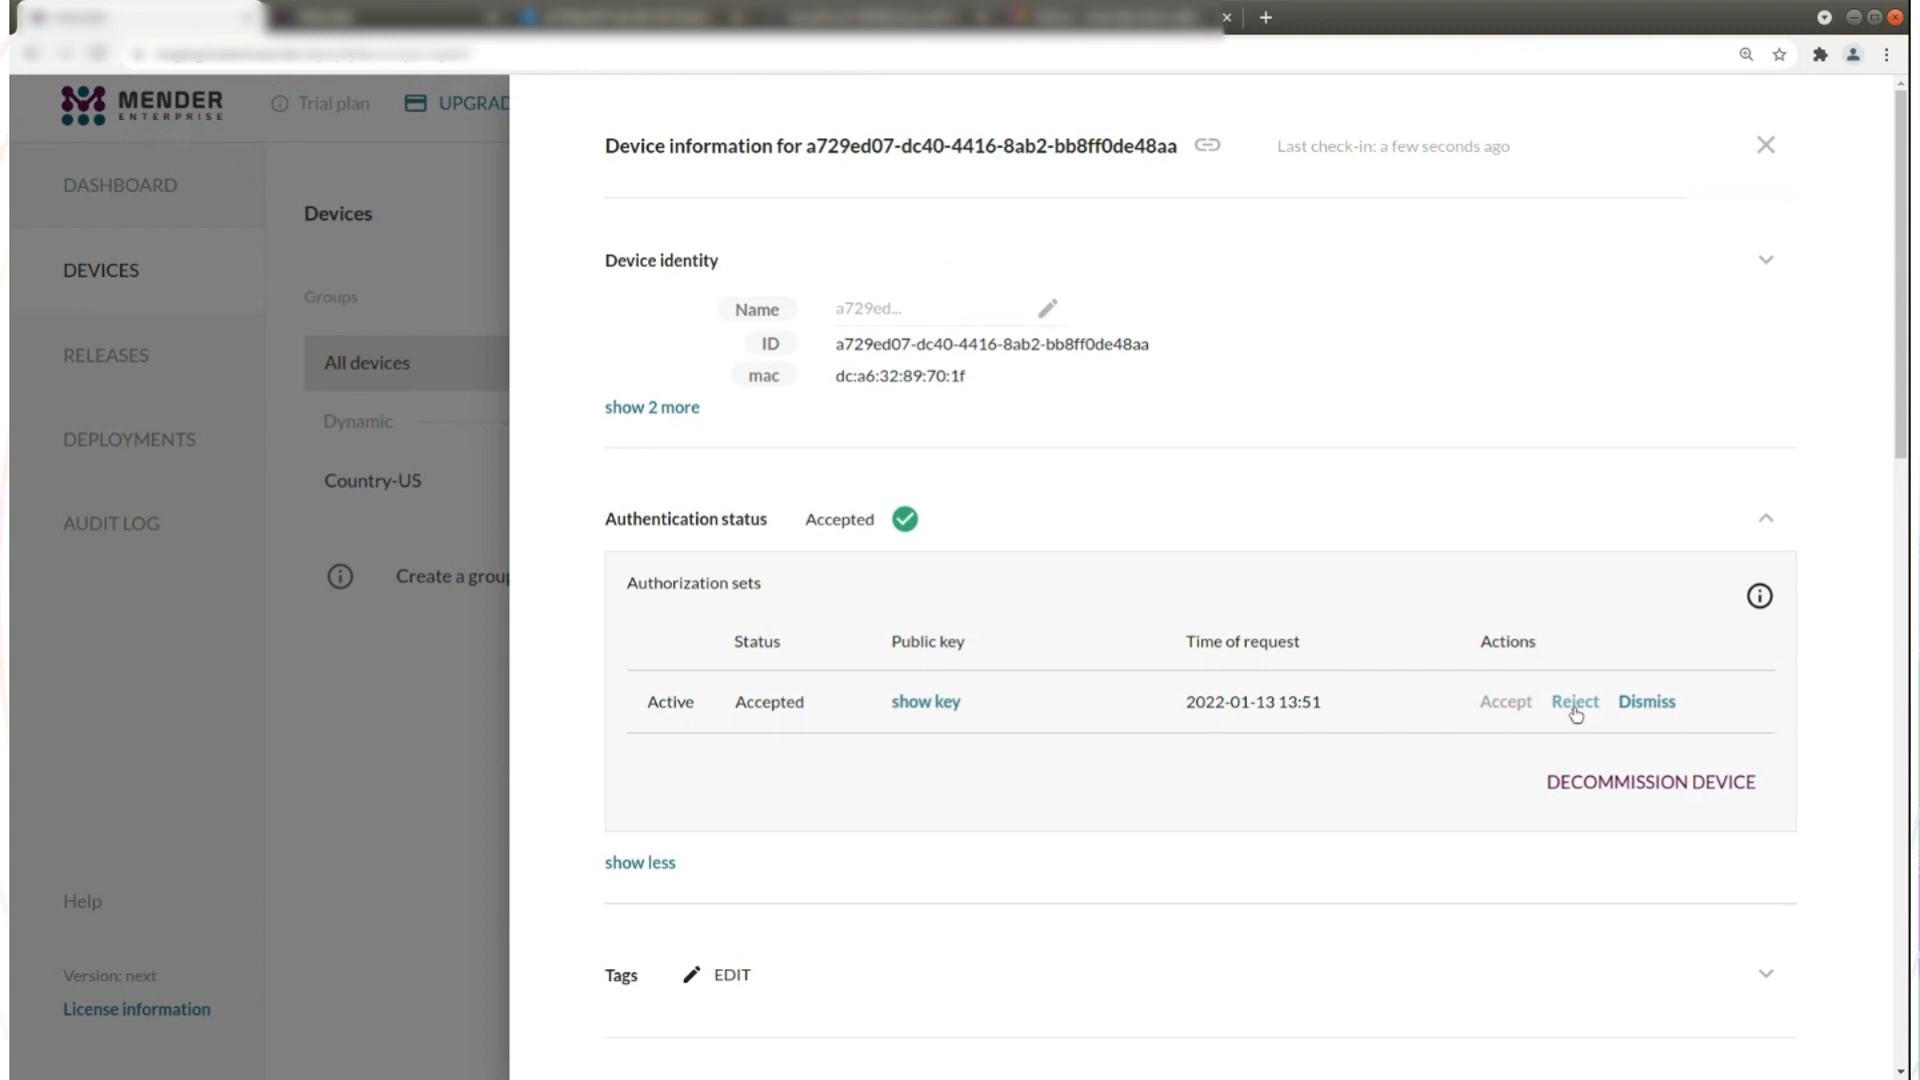 MENDER
ENTERPRISE
Trial plan
UPGRAD
DASHBOARD
DEVICES
RELEASES
DEPLOYMENTS
AUDIT LOG
Help
Version: next
License information
Devices
Groups
All devices
Dynamic
Country-US
Create a group
Device information for a729ed07-dc40-4416-8ab2-bb8ff0de48aa
Last check-in: a few seconds ago
Device identity
Name a729ed...
ID a729ed07-dc40-4416-8ab2-bb8ff0de48aa
mac dc:a6:32:89:70:1f
show 2 more
Authentication status Accepted
Authorization sets
Status Public key Time of request Actions
Active Accepted show key 2022-01-13 13:51 Accept Reject Dismiss
DECOMMISSION DEVICE
show less
Tags EDIT